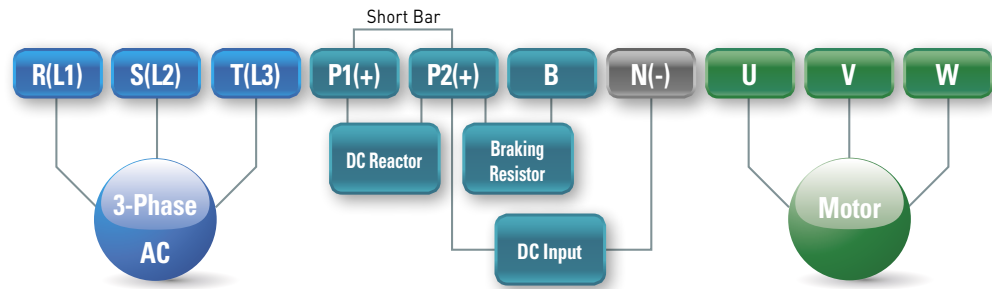 Short Bar
R(L1) S(L2) T(L3) P1(+) P2(+) B N(-) U V W
DC Reactor
Braking
Resistor
3-Phase
AC
Motor
DC Input